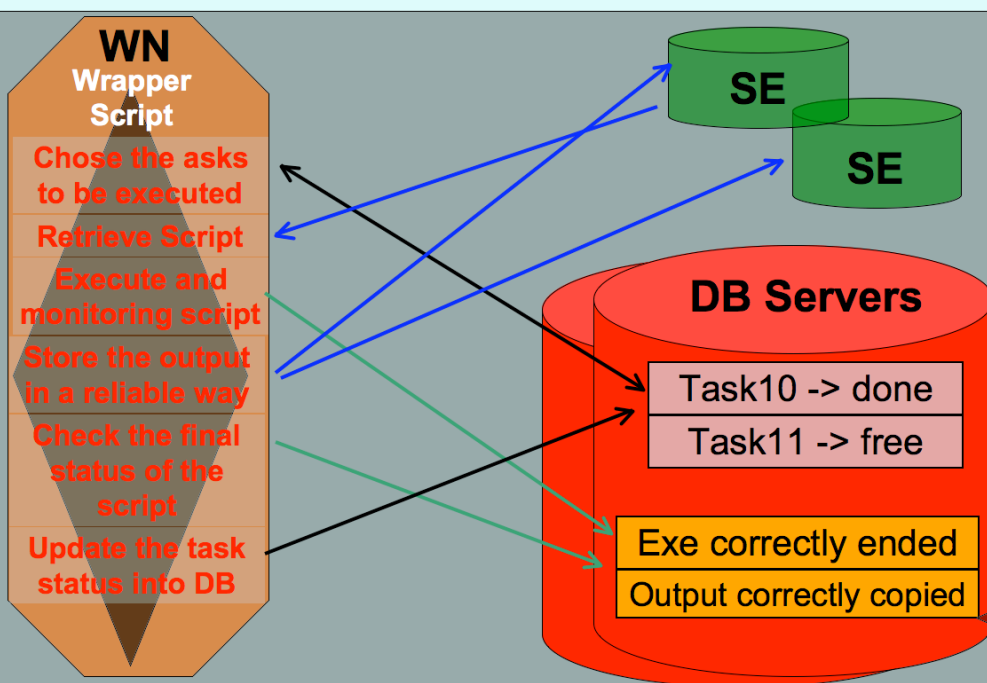 WN
Wrapper
Script
Chose the asks
to be executed
Retrieve Script
Execute and
monitoring script
Store the output
in a reliable way
Check the final
status of the
script
Update the task
status into DB
SE
SE
DB Servers
Task10 -> done
Task11 -> free
Exe correctly ended
Output correctly copied